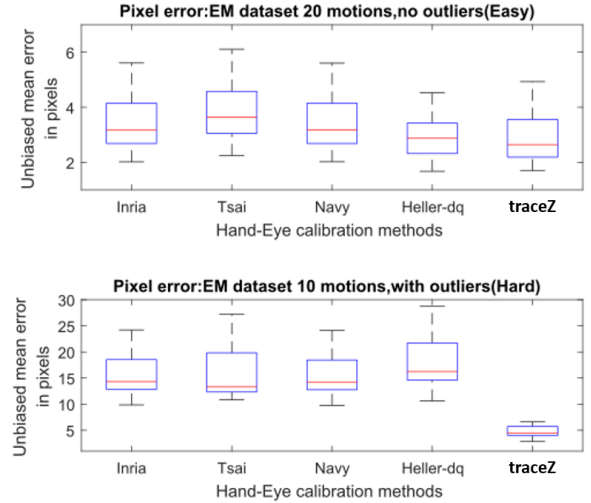 Pixel error:EM dataset 20 motions,no outliers(Easy)
Unbiased mean error
in pixels
6
4
2
Inria Tsai Navy Heller-dq traceZ
Hand-Eye calibration methods
Pixel error:EM dataset 10 motions,with outliers(Hard)
Unbiased mean error
in pixels
30
25
20
15
10
5
Inria Tsai Navy Heller-dq traceZ
Hand-Eye calibration methods